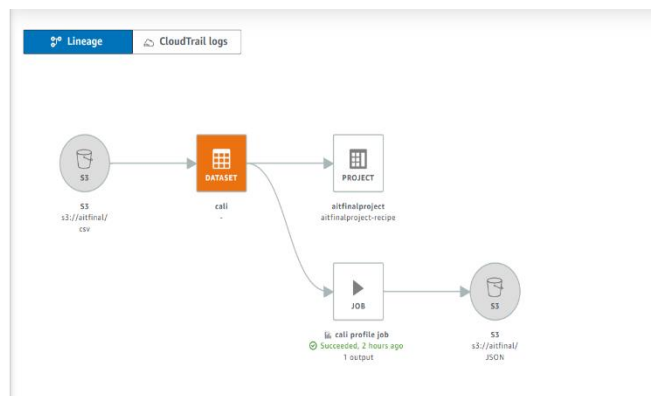 Lineage
CloudTrail logs
S3
DATASET
PROJECT
S3
s3://aitfinal/
csv
cali
-
aitfinalproject
aitfinalproject-recipe
JOB
S3
cali profile job
Succeeded, 2 hours ago
1 output
S3
s3://aitfinal/
JSON